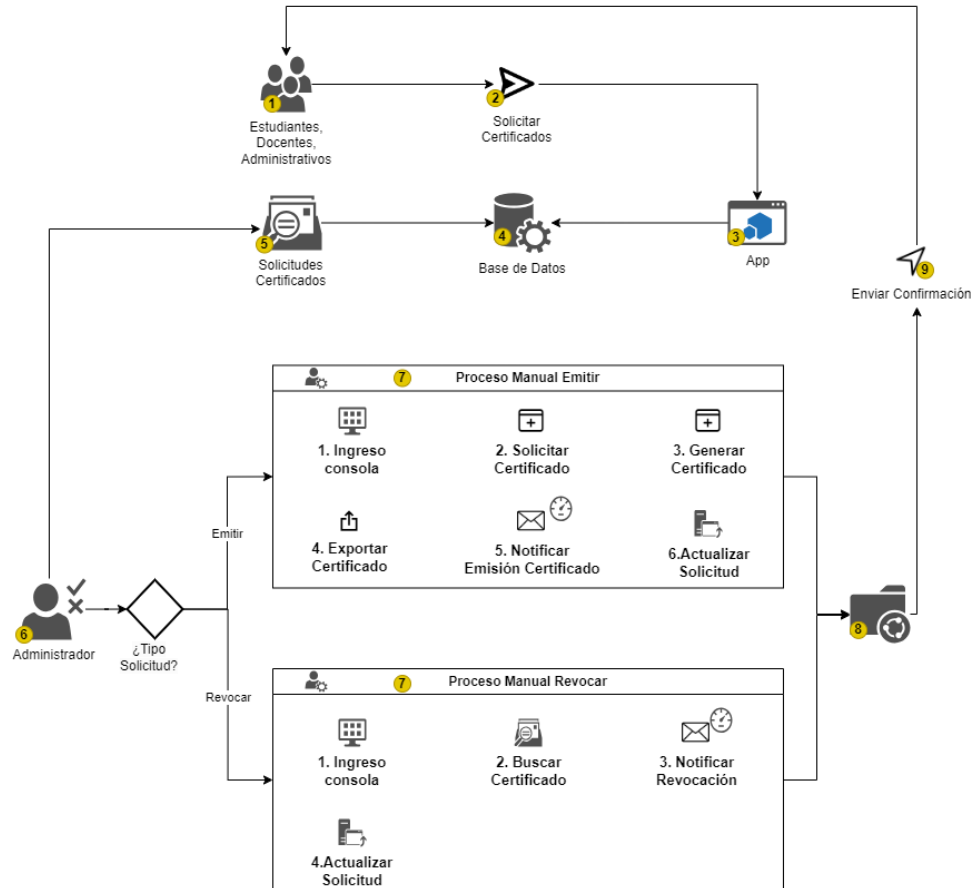 1
Estudiantes,
Docentes,
Administrativos
2
Solicitar
Certificados
5
Solicitudes
Certificados
4
Base de Datos
3
App
9
Enviar Confirmación
7 Proceso Manual Emitir
1. Ingreso
consola
2. Solicitar
Certificado
3. Generar
Certificado
4. Exportar
Certificado
5. Notificar
Emisión Certificado
6.Actualizar
Solicitud
Emitir
6
Administrador
¿Tipo
Solicitud?
8
Revocar
7 Proceso Manual Revocar
1. Ingreso
consola
2. Buscar
Certificado
3. Notificar
Revocación
4.Actualizar
Solicitud